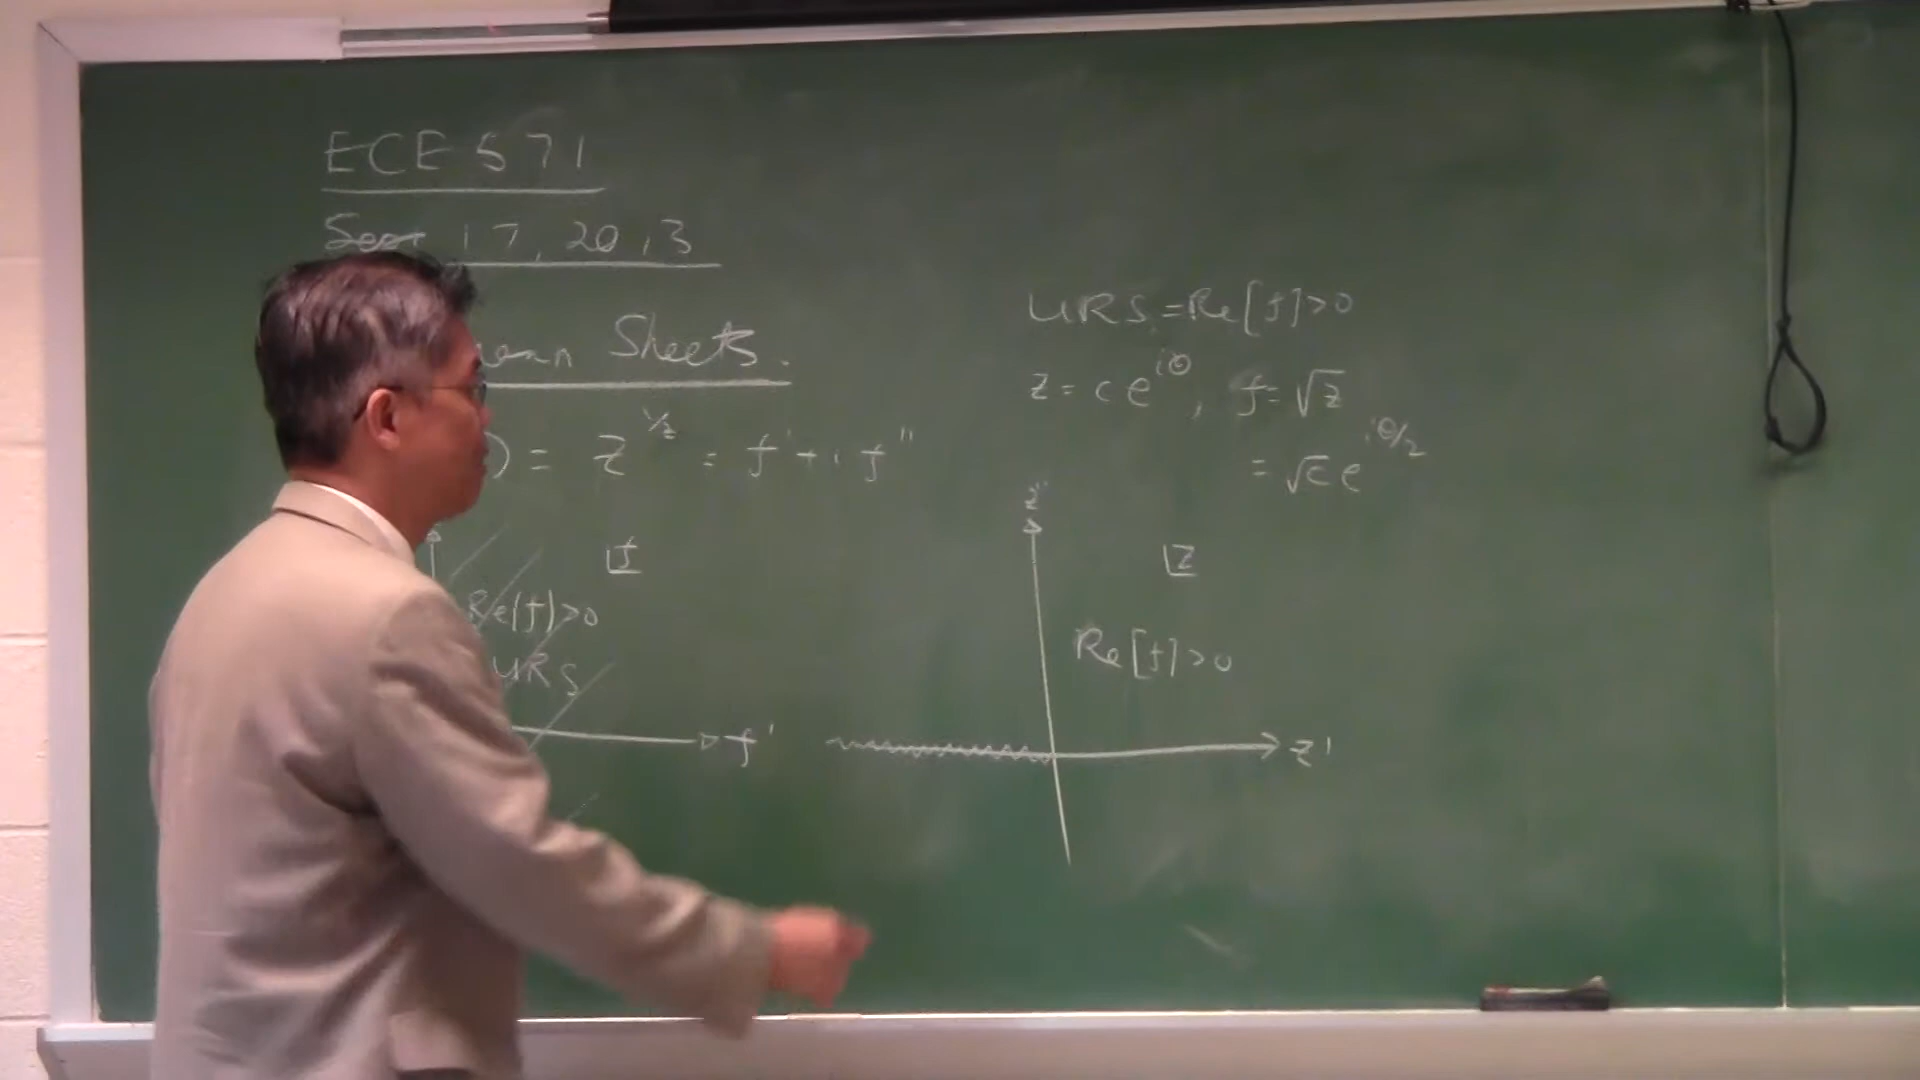 ECE 571
Sept 17, 2013
Sheets.
) = z^1/2 = f' + i f''
f
Re[f]>0
URS
f'
URS = Re[f]>0
z = c e^iθ, f = √z
= √c e^iθ/2
z''
z
Re[f]>0
z'